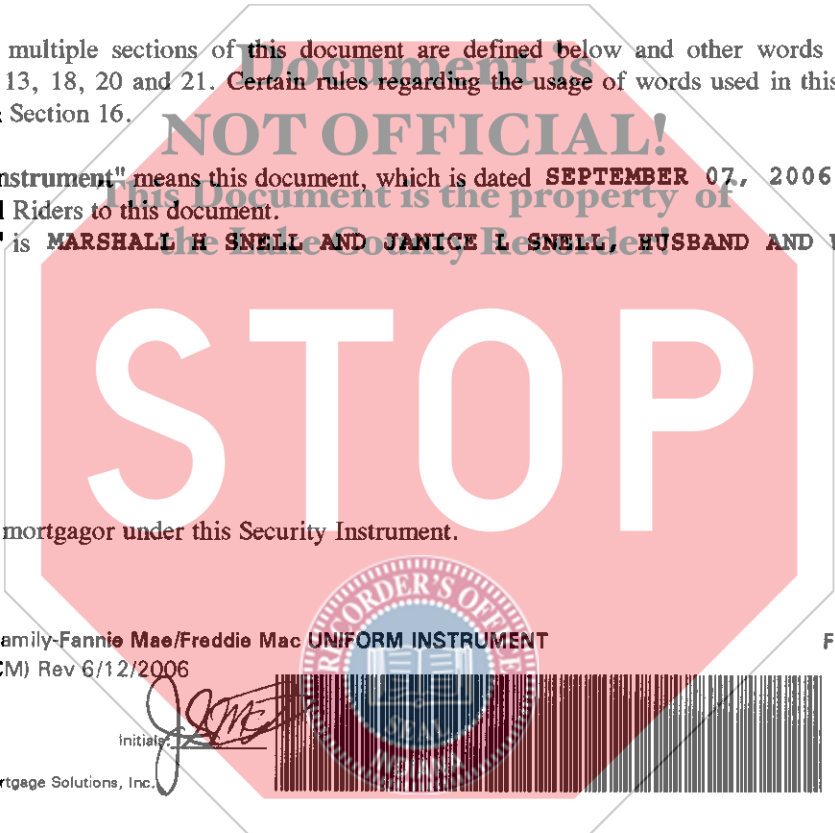 multiple sections of this document are defined below and other words
13, 18, 20 and 21. Certain rules regarding the usage of words used in this
Section 16.
Document is
NOT OFFICIAL!
This Document is the property of
the Lake County Recorder!
nstrument" means this document, which is dated SEPTEMBER 07, 2006
Riders to this document.
" is MARSHALL H SNELL AND JANICE L SNELL, HUSBAND AND
STOP
mortgagor under this Security Instrument.
amily-Fannie Mae/Freddie Mac UNIFORM INSTRUMENT F
CM) Rev 6/12/2006
RECORDER'S OFFICE
SEAL
INDIANA
Initials:
rtgage Solutions, Inc.